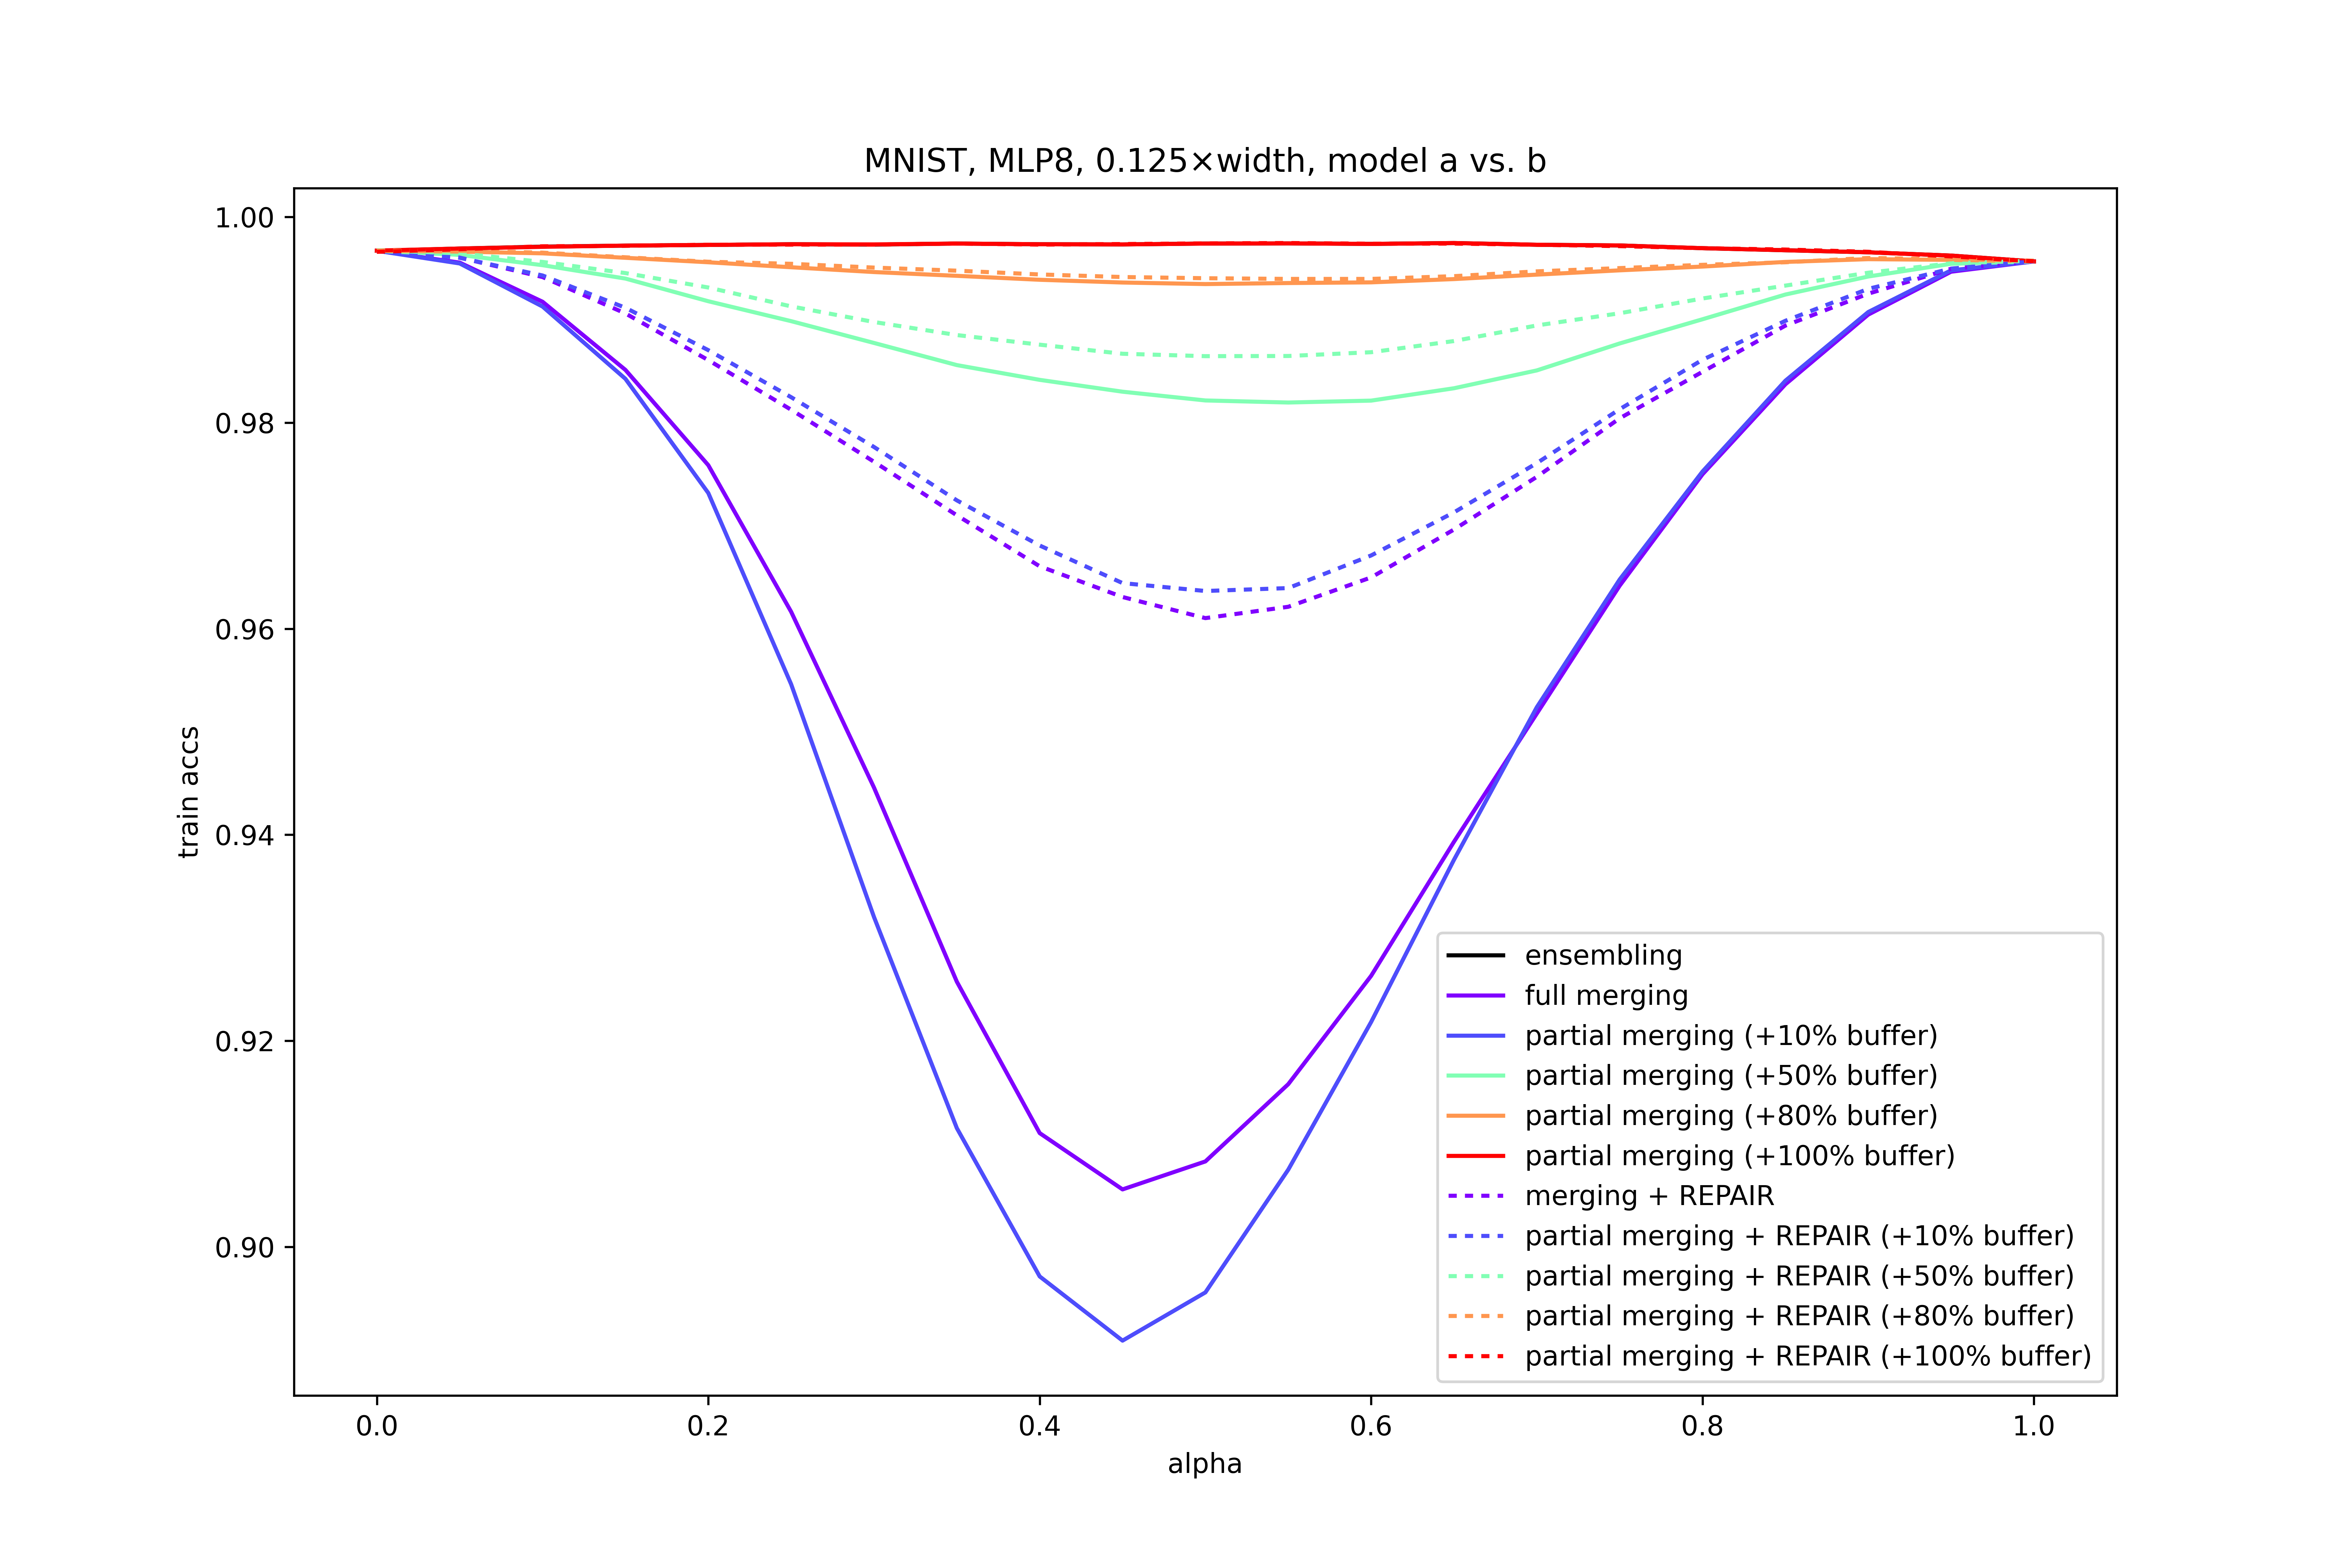 MNIST, MLP8, 0.125×width, model a vs. b
1.00
0.98
0.96
0.94
0.92
0.90
train accs
ensembling
full merging
partial merging (+10% buffer)
partial merging (+50% buffer)
partial merging (+80% buffer)
partial merging (+100% buffer)
merging + REPAIR
partial merging + REPAIR (+10% buffer)
partial merging + REPAIR (+50% buffer)
partial merging + REPAIR (+80% buffer)
partial merging + REPAIR (+100% buffer)
0.0 0.2 0.4 0.6 0.8 1.0
alpha